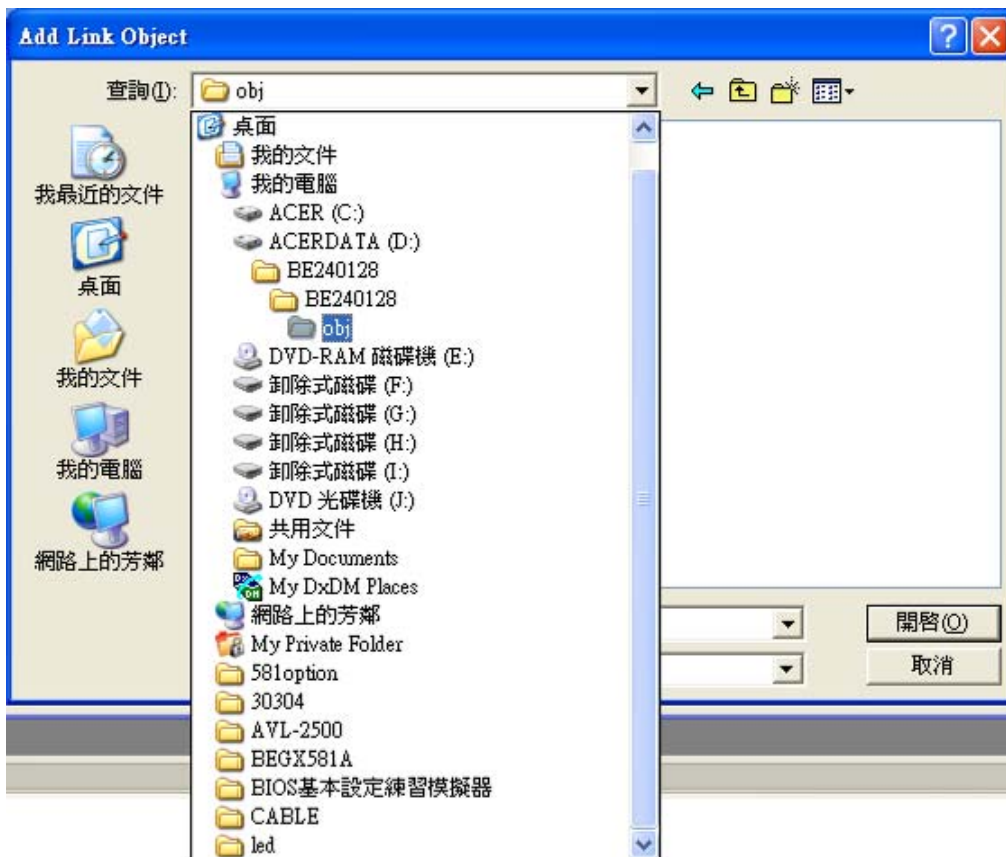 Add Link Object
查詢(I):
obj
桌面
我的文件
我的電腦
ACER (C:)
ACERDATA (D:)
BE240128
BE240128
obj
DVD-RAM 磁碟機 (E:)
卸除式磁碟 (F:)
卸除式磁碟 (G:)
卸除式磁碟 (H:)
卸除式磁碟 (I:)
DVD 光碟機 (J:)
共用文件
My Documents
My DxDM Places
網路上的芳鄰
My Private Folder
581option
30304
AVL-2500
BEGX581A
BIOS基本設定練習模擬器
CABLE
led
我最近的文件
桌面
我的文件
我的電腦
網路上的芳鄰
開啓(O)
取消